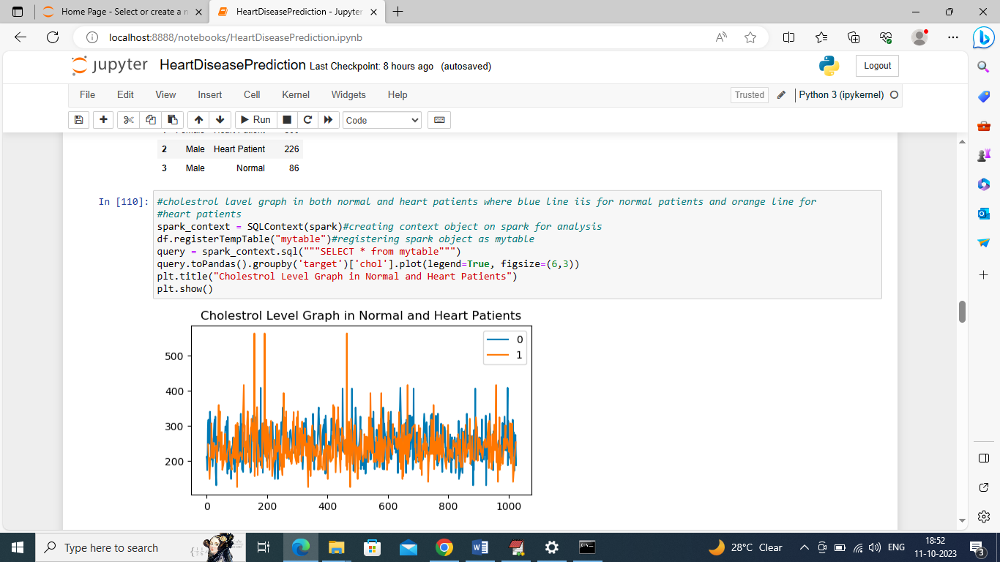 Home Page - Select or create a n
HeartDiseasePrediction - Jupyter
localhost:8888/notebooks/HeartDiseasePrediction.ipynb
jupyter HeartDiseasePrediction Last Checkpoint: 8 hours ago (autosaved)
Logout
File Edit View Insert Cell Kernel Widgets Help
Trusted
Python 3 (ipykernel)
Run
Code
2 Male Heart Patient 226
3 Male Normal 86
In [110]: #cholestrol lavel graph in both normal and heart patients where blue line iis for normal patients and orange line for
#heart patients
spark_context = SQLContext(spark)#creating context object on spark for analysis
df.registerTempTable("mytable")#registering spark object as mytable
query = spark_context.sql("""SELECT * from mytable""")
query.toPandas().groupby('target')['chol'].plot(legend=True, figsize=(6,3))
plt.title("Cholestrol Level Graph in Normal and Heart Patients")
plt.show()
Cholestrol Level Graph in Normal and Heart Patients
0
1
500
400
300
200
0 200 400 600 800 1000
Type here to search
28°C Clear
ENG
18:52
11-10-2023
3